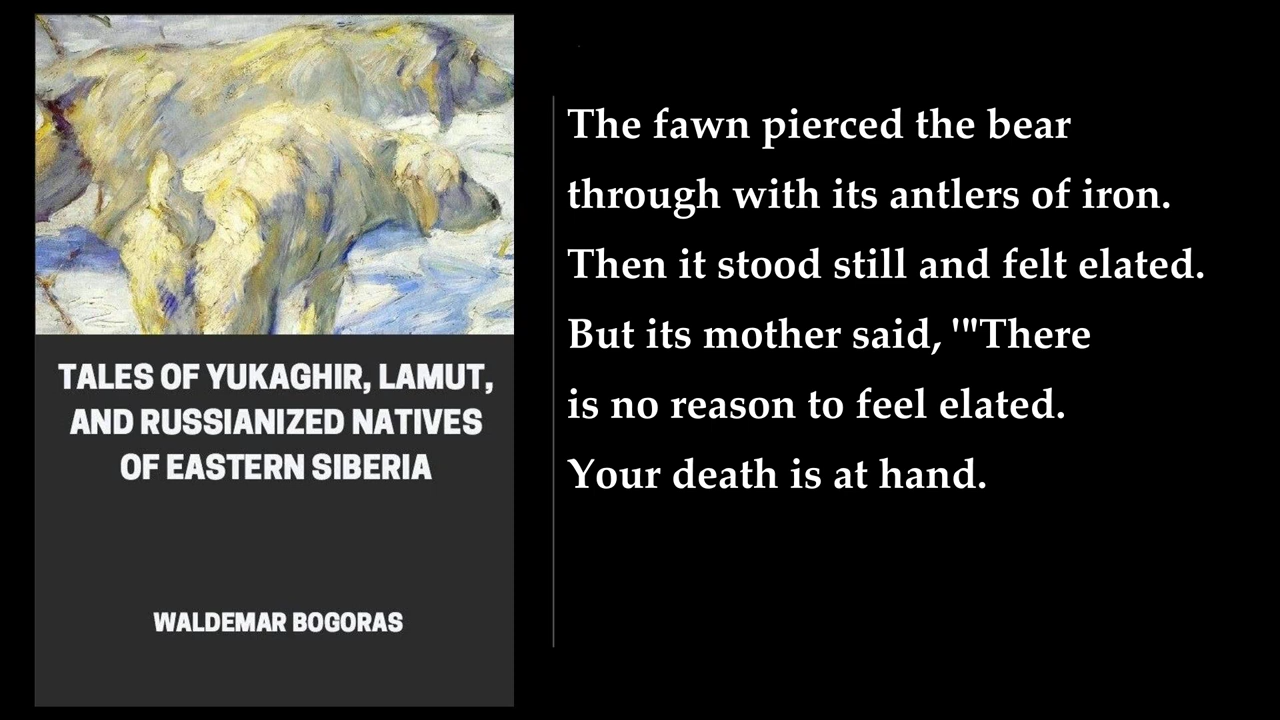 TALES OF YUKAGHIR, LAMUT,
AND RUSSIANIZED NATIVES
OF EASTERN SIBERIA
WALDEMAR BOGORAS
The fawn pierced the bear
through with its antlers of iron.
Then it stood still and felt elated.
But its mother said, '"There
is no reason to feel elated.
Your death is at hand.